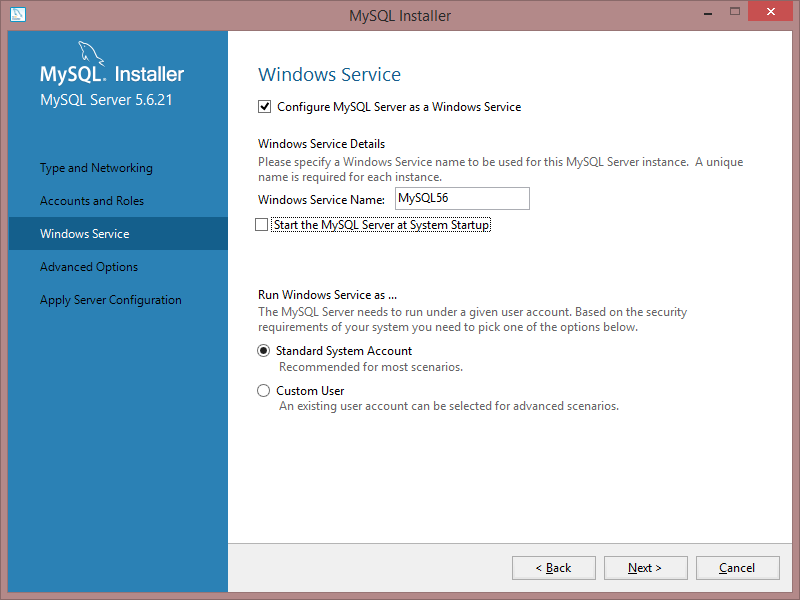 MySQL Installer
MySQL. Installer
MySQL Server 5.6.21
Type and Networking
Accounts and Roles
Windows Service
Advanced Options
Apply Server Configuration
Windows Service
Configure MySQL Server as a Windows Service
Windows Service Details
Please specify a Windows Service name to be used for this MySQL Server instance. A unique
name is required for each instance.
Windows Service Name: MySQL56
Start the MySQL Server at System Startup
Run Windows Service as ...
The MySQL Server needs to run under a given user account. Based on the security
requirements of your system you need to pick one of the options below.
Standard System Account
Recommended for most scenarios.
Custom User
An existing user account can be selected for advanced scenarios.
< Back Next > Cancel